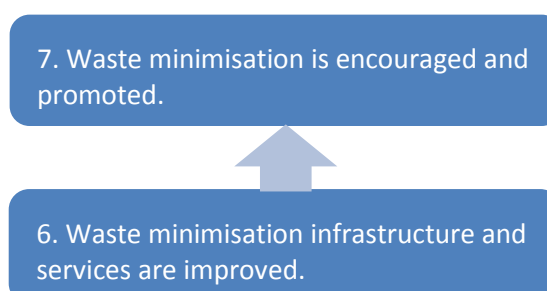 7. Waste minimisation is encouraged and
promoted.
6. Waste minimisation infrastructure and
services are improved.